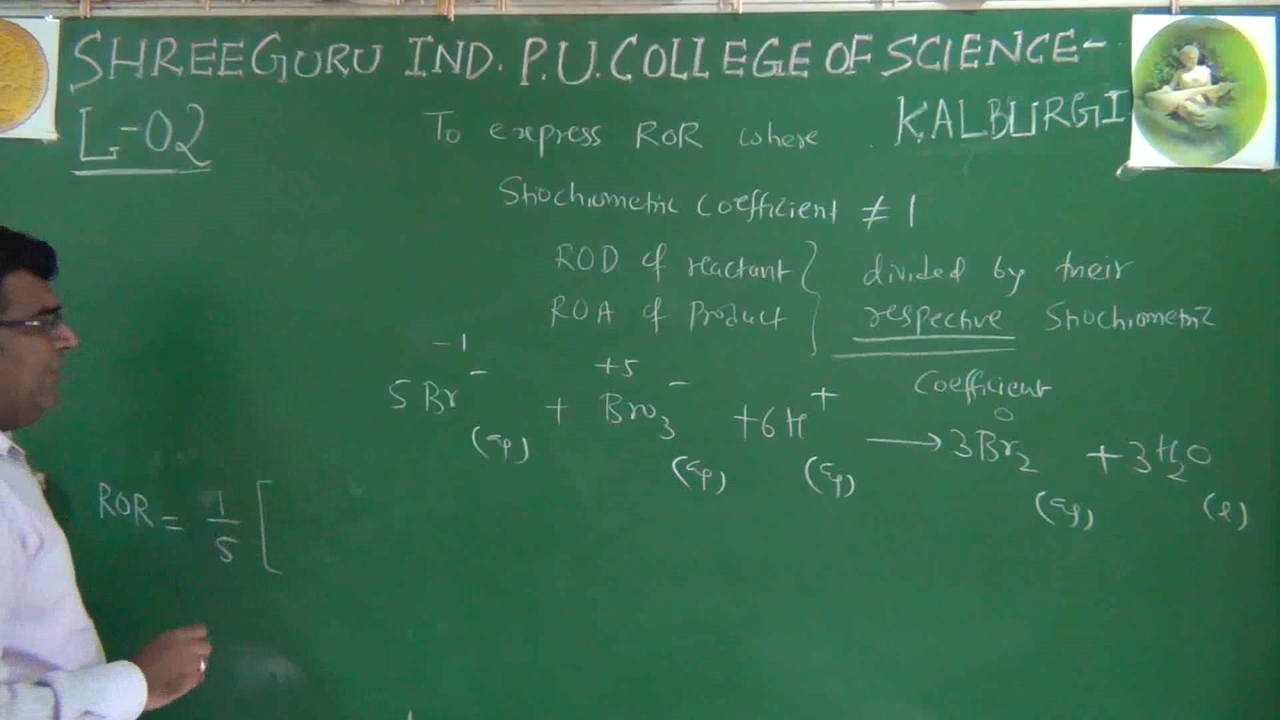 SHREEGURU IND. P.U. COLLEGE OF SCIENCE-
KALBURGI
L-02
To express ROR where
Stochiometric Coefficient ≠ 1
ROD of reactant } divided by their
ROA of Product } respective Stochiometric
Coefficient
-1 +5 0
5Br⁻(aq) + BrO₃⁻(aq) + 6H⁺(aq) → 3Br₂(aq) + 3H₂O(l)
ROR = 1/5 [